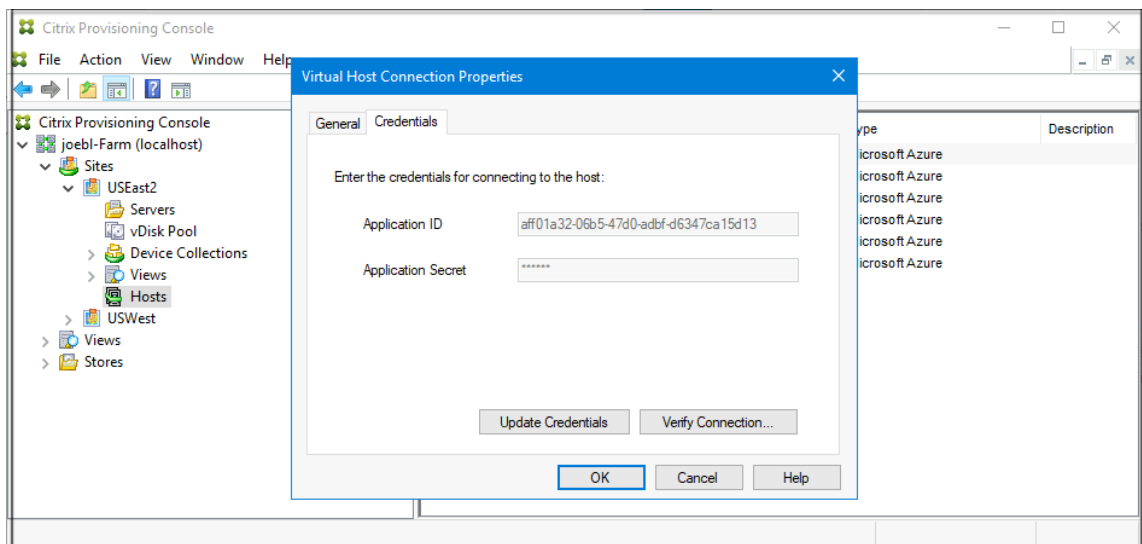 Citrix Provisioning Console
File Action View Window Help
Citrix Provisioning Console
joebl-Farm (localhost)
Sites
USEast2
Servers
vDisk Pool
Device Collections
Views
Hosts
USWest
Views
Stores
Virtual Host Connection Properties
General Credentials
Enter the credentials for connecting to the host:
Application ID aff01a32-06b5-47d0-adbf-d6347ca15d13
Application Secret ******
Update Credentials Verify Connection...
OK Cancel Help
ype Description
icrosoft Azure
icrosoft Azure
icrosoft Azure
icrosoft Azure
icrosoft Azure
icrosoft Azure